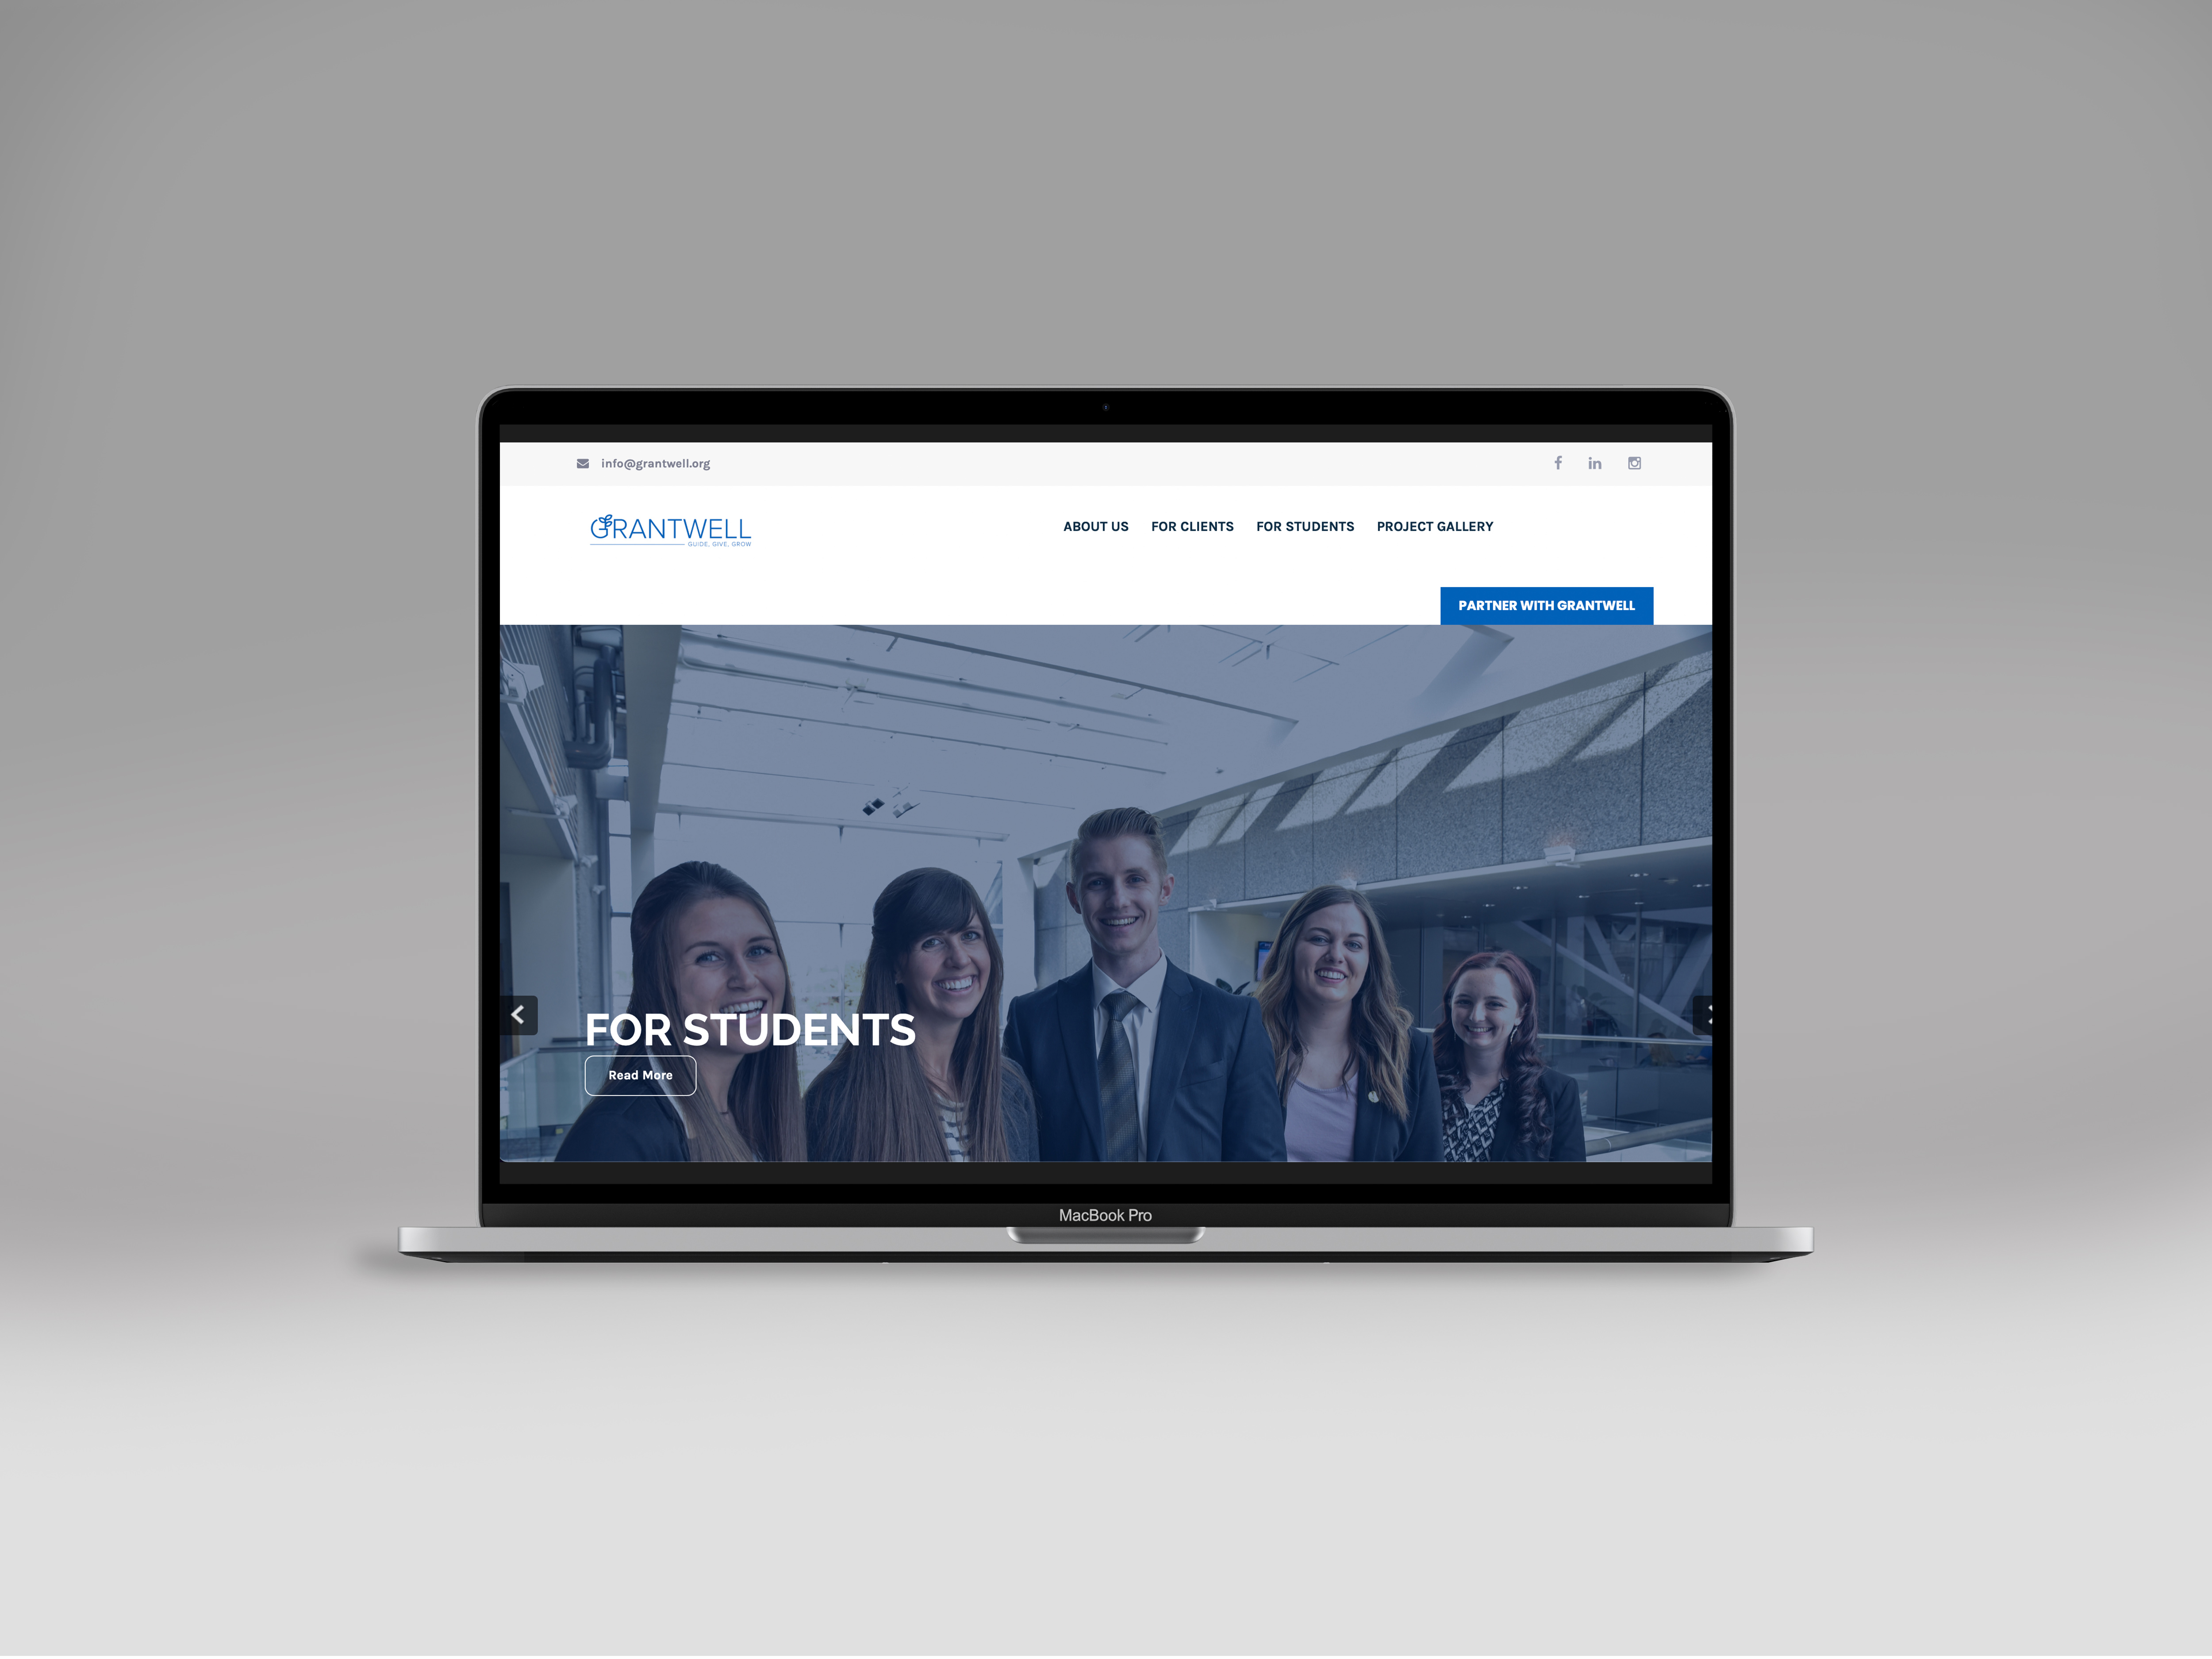 info@grantwell.org
GRANTWELL
GUIDE, GIVE, GROW
ABOUT US FOR CLIENTS FOR STUDENTS PROJECT GALLERY
PARTNER WITH GRANTWELL
FOR STUDENTS
Read More
MacBook Pro